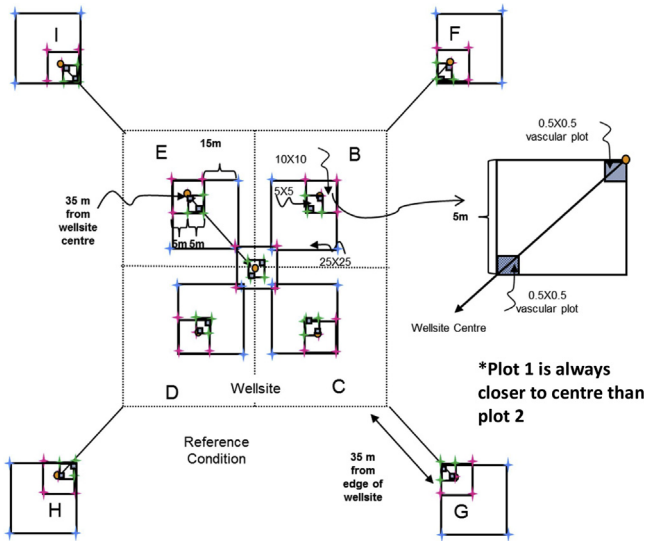 I
F
E
15m
B
10X10
5X5
35 m
from
wellsite
centre
5m 5m
25X25
0.5X0.5
vascular plot
5m
0.5X0.5
vascular plot
Wellsite Centre
*Plot 1 is always
closer to centre than
plot 2
D
Wellsite
C
Reference
Condition
35 m
from
edge of
wellsite
H
G